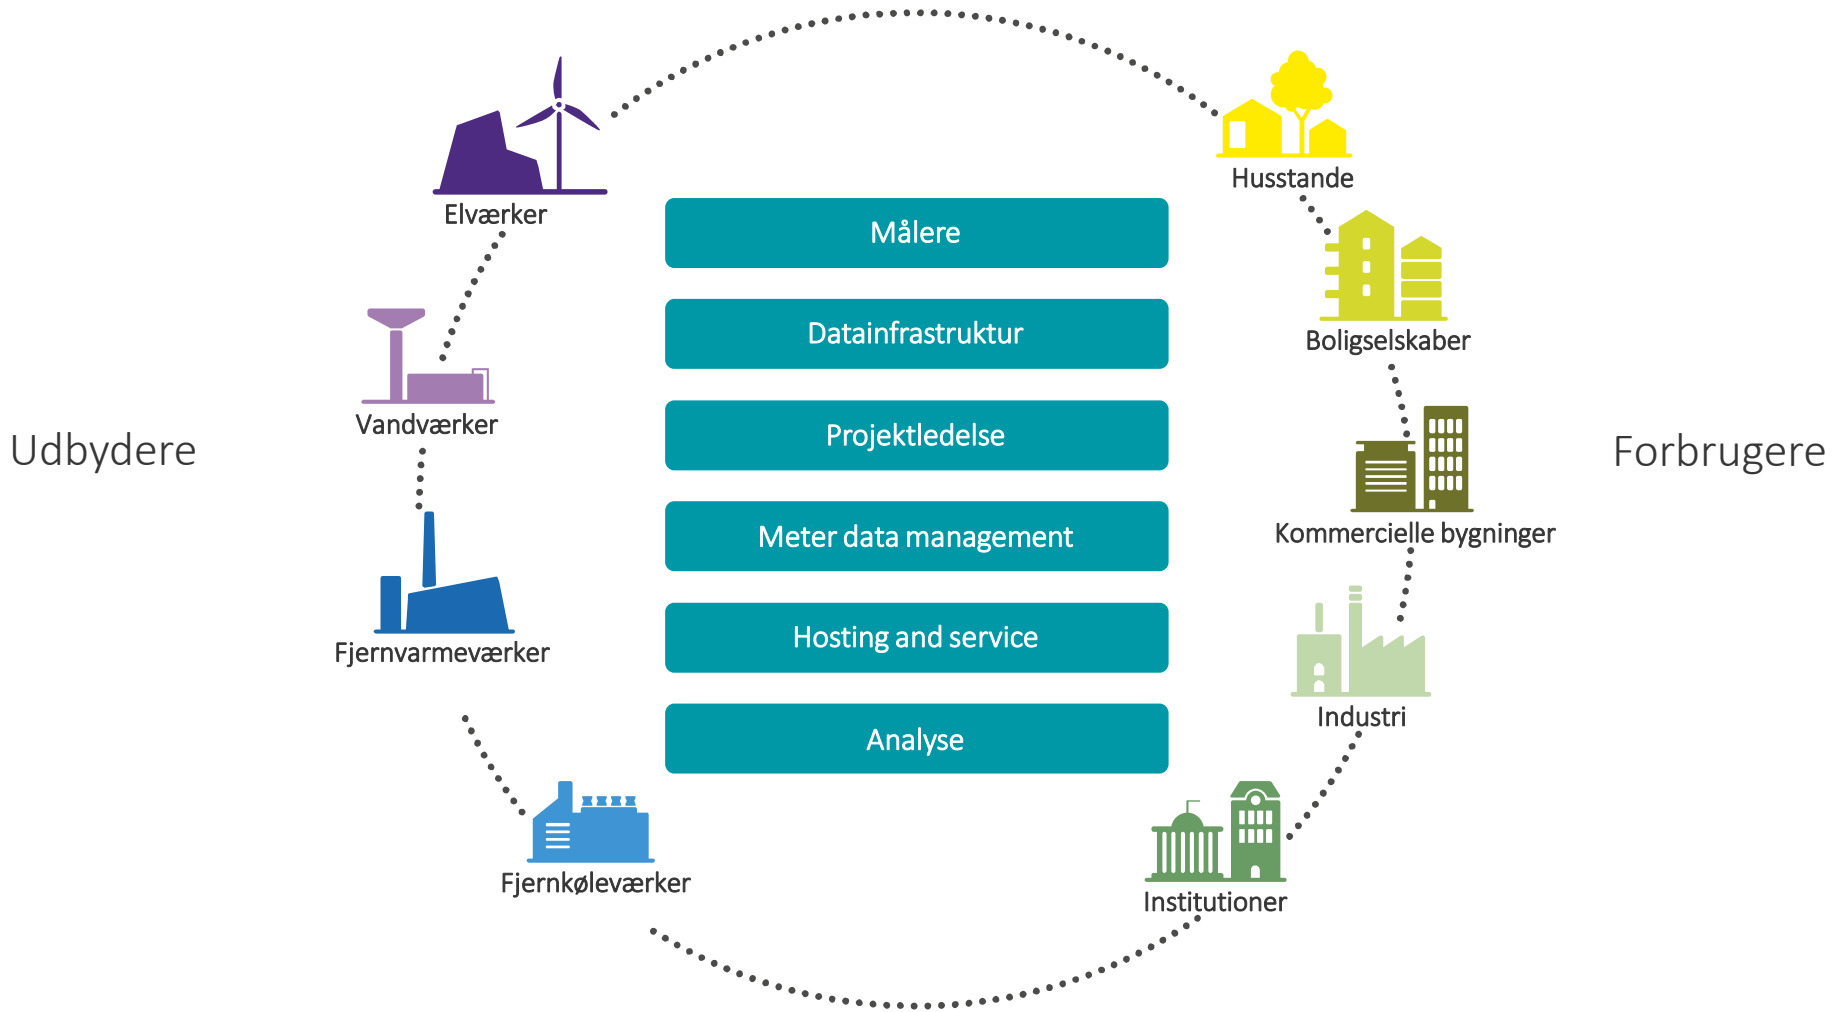 Udbydere
Elværker
Vandværker
Fjernvarmeværker
Fjernkøleværker
Målere
Datainfrastruktur
Projektledelse
Meter data management
Hosting and service
Analyse
Husstande
Boligselskaber
Kommercielle bygninger
Industri
Institutioner
Forbrugere